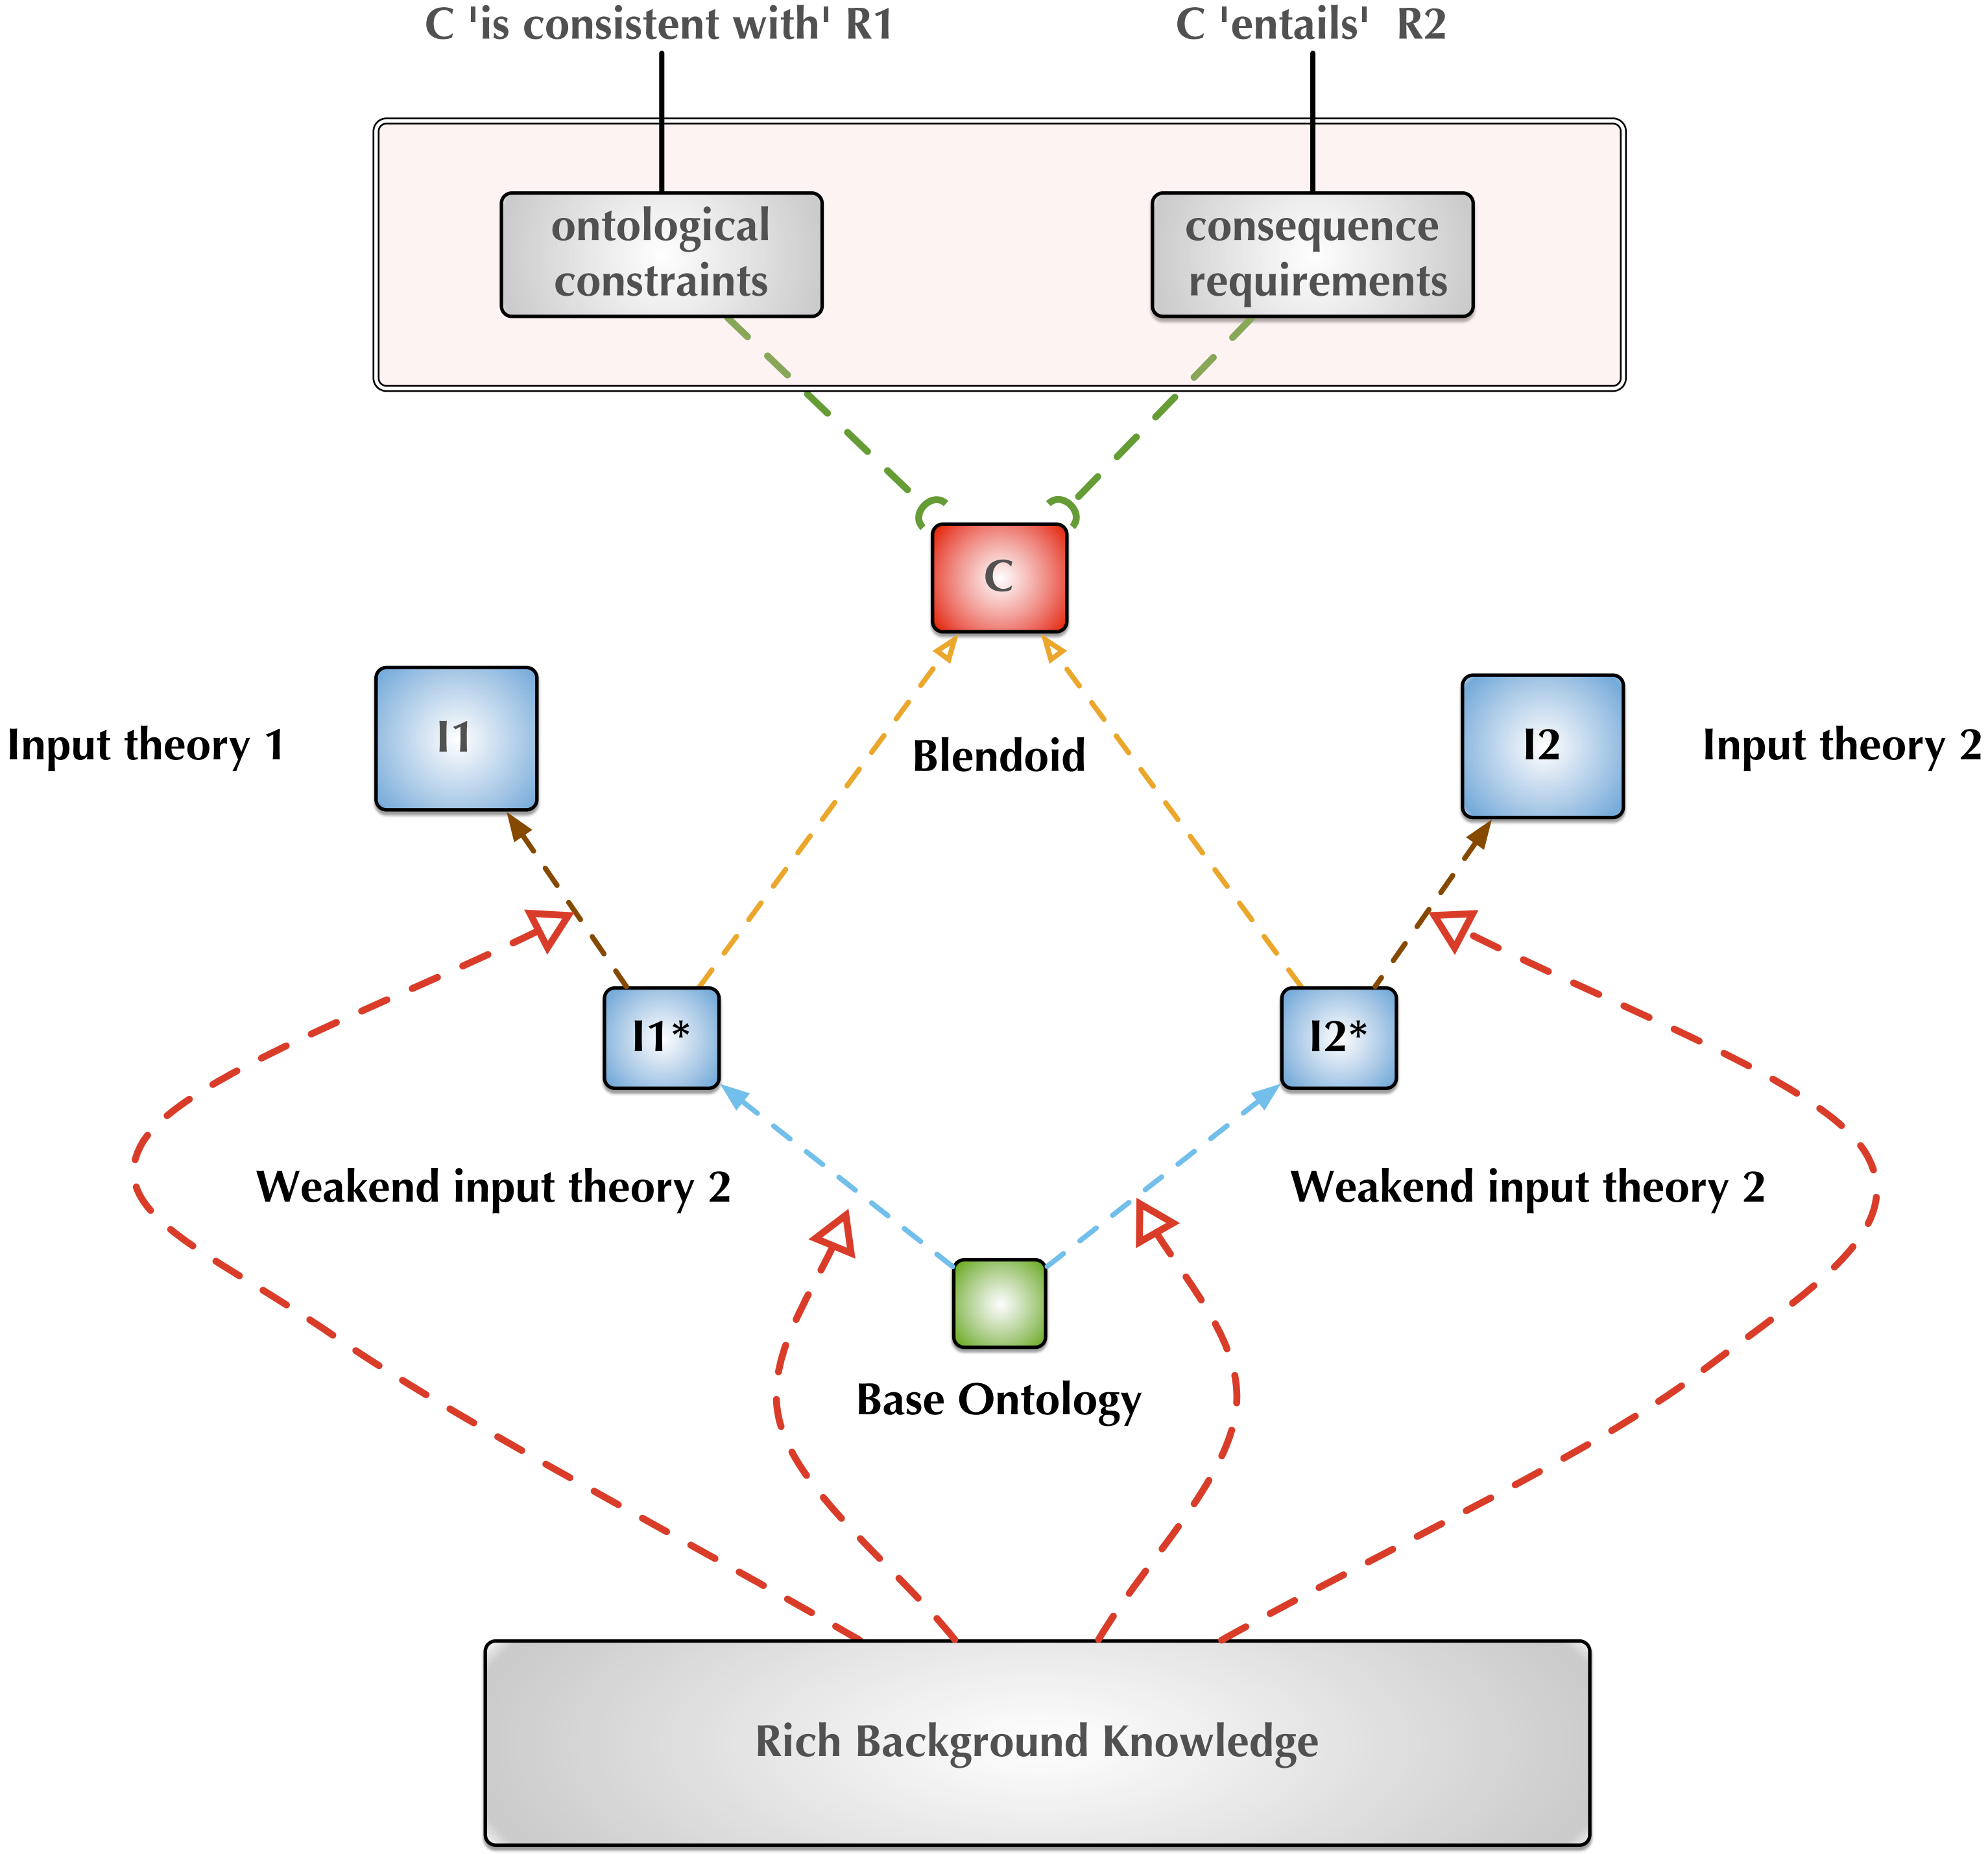 C 'is consistent with' R1
C 'entails' R2
ontological
constraints
consequence
requirements
C
Input theory 1
I1
Blendoid
I2
Input theory 2
I1*
I2*
Weakend input theory 2
Weakend input theory 2
Base Ontology
Rich Background Knowledge